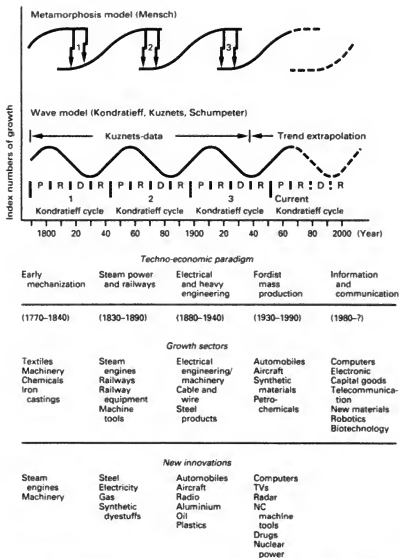 Metamorphosis model (Mensch)
1 2 3
Wave model (Kondratieff, Kuznets, Schumpeter)
Kuznets-data Trend extrapolation
Index numbers of growth
P R D R P R D R P R D R P R D R
1 2 3 Current
Kondratieff cycle Kondratieff cycle Kondratieff cycle Kondratieff cycle
1800 20 40 60 80 1900 20 40 60 80 2000 (Year)
Techno-economic paradigm
Early mechanization
Steam power and railways
Electrical and heavy engineering
Fordist mass production
Information and communication
(1770–1840) (1830–1890) (1880–1940) (1930–1990) (1980–?)
Growth sectors
Textiles
Machinery
Chemicals
Iron
castings
Steam
engines
Railways
Railway
equipment
Machine
tools
Electrical
engineering/
machinery
Cable and
wire
Steel
products
Automobiles
Aircraft
Synthetic
materials
Petro-
chemicals
Computers
Electronic
Capital goods
Telecommunica-
tion
New materials
Robotics
Biotechnology
New innovations
Steam
engines
Machinery
Steel
Electricity
Gas
Synthetic
dyestuffs
Automobiles
Aircraft
Radio
Aluminium
Oil
Plastics
Computers
TVs
Radar
NC
machine
tools
Drugs
Nuclear
power